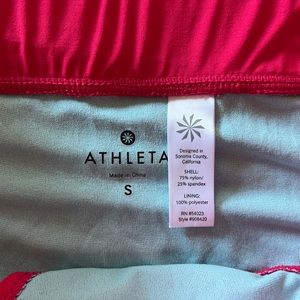 ATHLETA
Made in China
S
Designed in
Sonoma County,
California
SHELL:
75% nylon/
25% spandex
LINING:
100% polyester
RN #54023
Style #908420